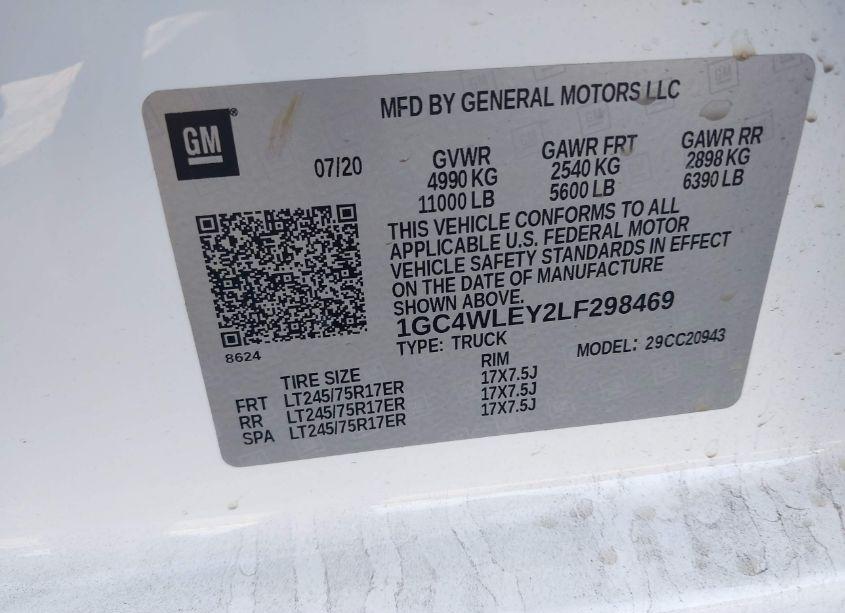 MFD BY GENERAL MOTORS LLC
GM®
07/20
GVWR GAWR FRT GAWR RR
4990 KG 2540 KG 2898 KG
11000 LB 5600 LB 6390 LB
THIS VEHICLE CONFORMS TO ALL
APPLICABLE U.S. FEDERAL MOTOR
VEHICLE SAFETY STANDARDS IN EFFECT
ON THE DATE OF MANUFACTURE
SHOWN ABOVE.
1GC4WLEY2LF298469
8624
TYPE: TRUCK MODEL: 29CC20943
TIRE SIZE RIM
FRT LT245/75R17ER 17X7.5J
RR LT245/75R17ER 17X7.5J
SPA LT245/75R17ER 17X7.5J